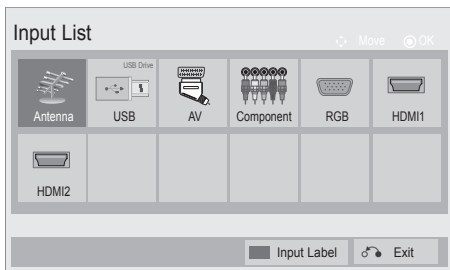 Input List
Move OK
USB Drive
Antenna USB AV Component RGB HDMI1
HDMI2
Input Label Exit